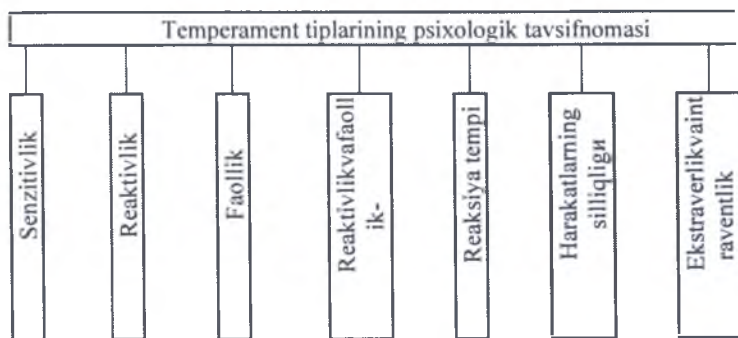 Temperament tiplarining psixologik tavsifnomasi
Senzitivlik
Reaktivlik
Faollik
Reaktivlikvafaoll
ik-
Reaksiya tempi
Harakatlarning
silliqligи
Ekstraverlikvaint
raventlik